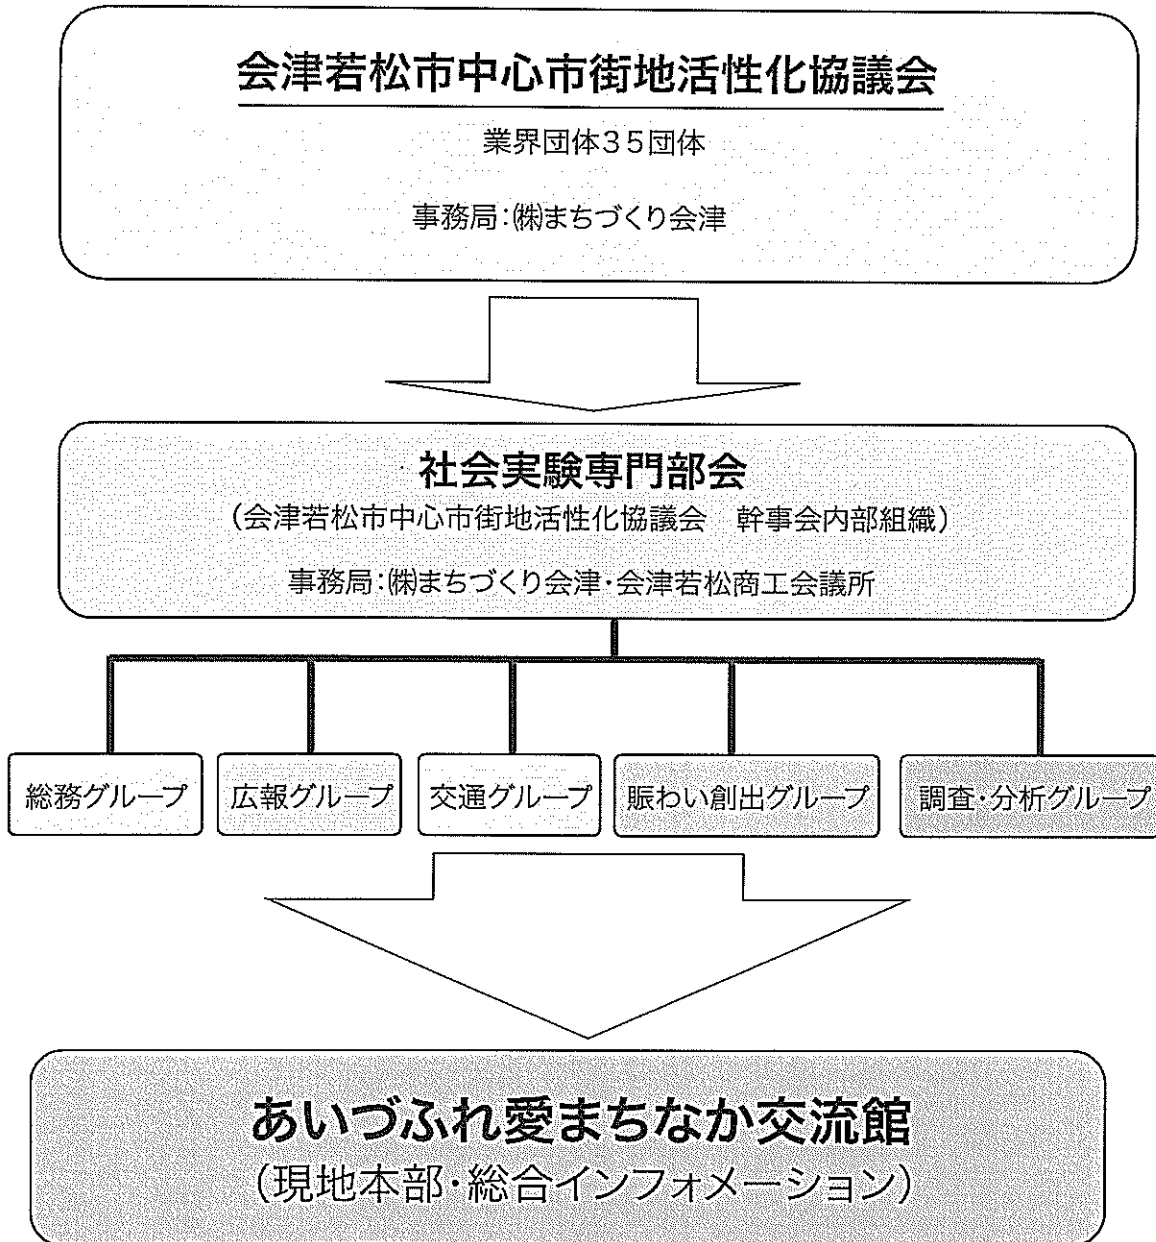 会津若松市中心市街地活性化協議会
業界団体35団体
事務局:㈱まちづくり会津
社会実験専門部会
(会津若松市中心市街地活性化協議会　幹事会内部組織)
事務局:㈱まちづくり会津・会津若松商工会議所
総務グループ
広報グループ
交通グループ
賑わい創出グループ
調査・分析グループ
あいづふれ愛まちなか交流館
(現地本部・総合インフォメーション)